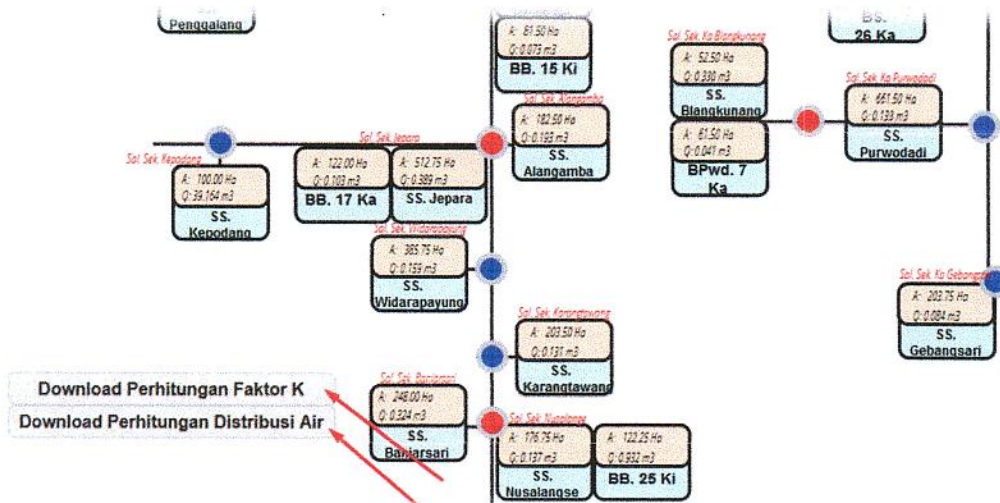 Penggalang
A: 81.50 Ha
Q: 0.073 m3
BB. 15 Ki
BS.
26 Ka
Sal. Sek. Ka Blangkunang
A: 52.50 Ha
Q: 0.330 m3
SS.
Blangkunang
A: 61.50 Ha
Q: 0.041 m3
BPwd. 7
Ka
Sal. Sek. Ka Purwodadi
A: 661.50 Ha
Q: 0.133 m3
SS.
Purwodadi
Sal. Sek. Alangamba
A: 182.50 Ha
Q: 0.193 m3
SS.
Alangamba
Sal. Sek. Jepara
A: 122.00 Ha
Q: 0.103 m3
BB. 17 Ka
A: 512.75 Ha
Q: 0.389 m3
SS. Jepara
Sal. Sek. Kepodang
A: 100.00 Ha
Q: 39.164 m3
SS.
Kepodang
Sal. Sek. Widarapayung
A: 385.75 Ha
Q: 0.159 m3
SS.
Widarapayung
Sal. Sek. Ka Gebangsari
A: 203.75 Ha
Q: 0.084 m3
SS.
Gebangsari
Sal. Sek. Karangtawang
A: 203.50 Ha
Q: 0.131 m3
SS.
Karangtawang
Download Perhitungan Faktor K
Download Perhitungan Distribusi Air
Sal. Sek. Banjarsari
A: 248.00 Ha
Q: 0.324 m3
SS.
Banjarsari
Sal. Sek. Nusalangse
A: 176.75 Ha
Q: 0.137 m3
SS.
Nusalangse
A: 122.25 Ha
Q: 0.932 m3
BB. 25 Ki